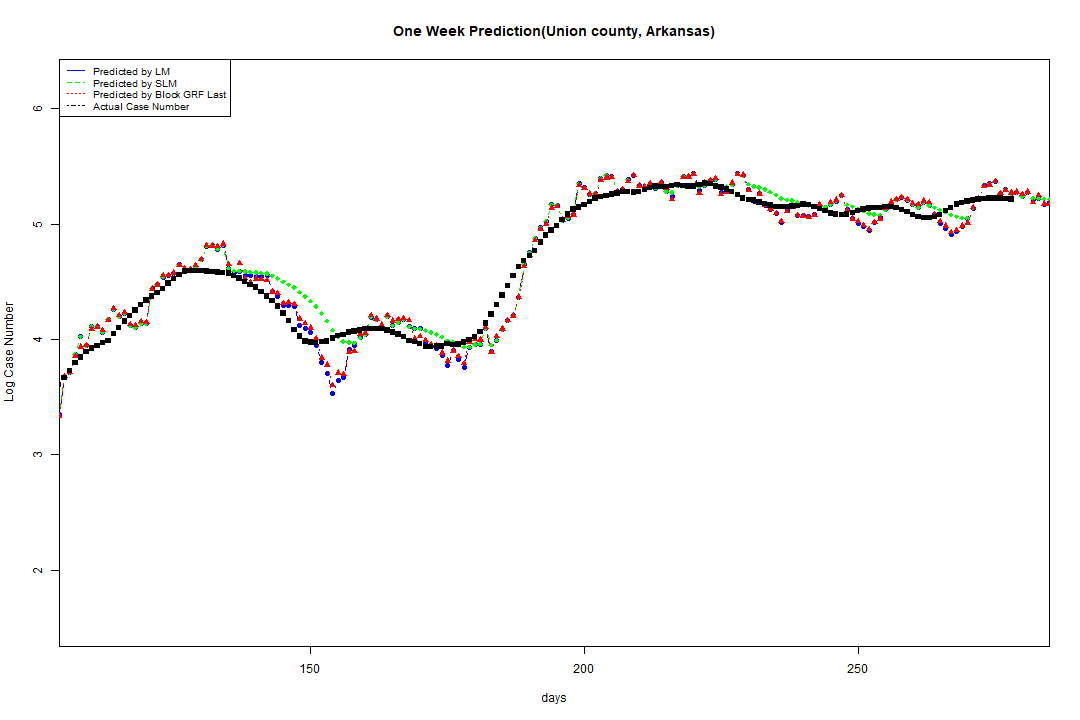 One Week Prediction(Union county, Arkansas)
Predicted by LM
Predicted by SLM
Predicted by Block GRF Last
Actual Case Number
6
5
4
3
2
Log Case Number
150
200
250
days